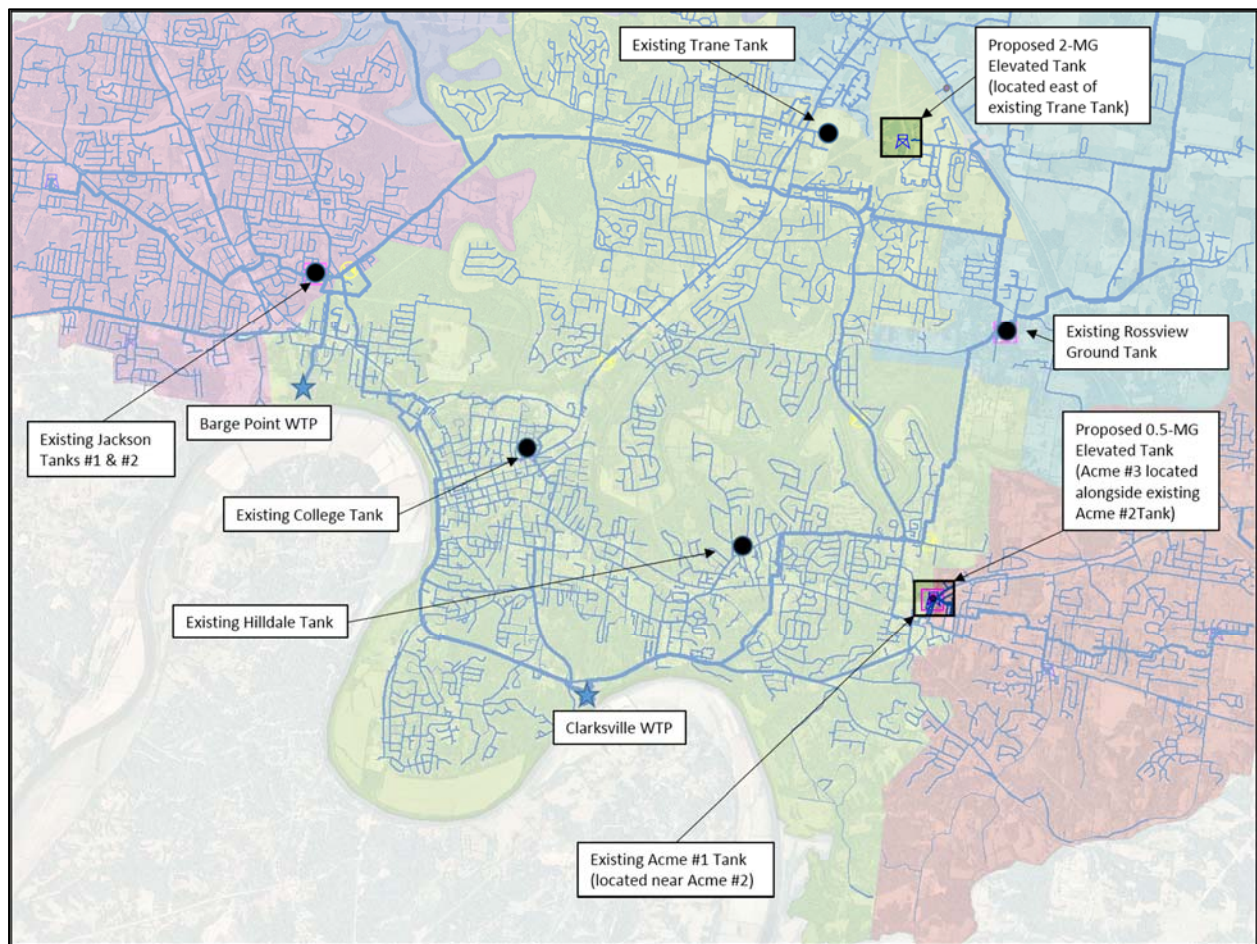 Existing Trane Tank
Proposed 2-MG
Elevated Tank
(located east of
existing Trane Tank)
Existing Rossview
Ground Tank
Barge Point WTP
Existing Jackson
Tanks #1 & #2
Proposed 0.5-MG
Elevated Tank
(Acme #3 located
alongside existing
Acme #2Tank)
Existing College Tank
Existing Hilldale Tank
Clarksville WTP
Existing Acme #1 Tank
(located near Acme #2)